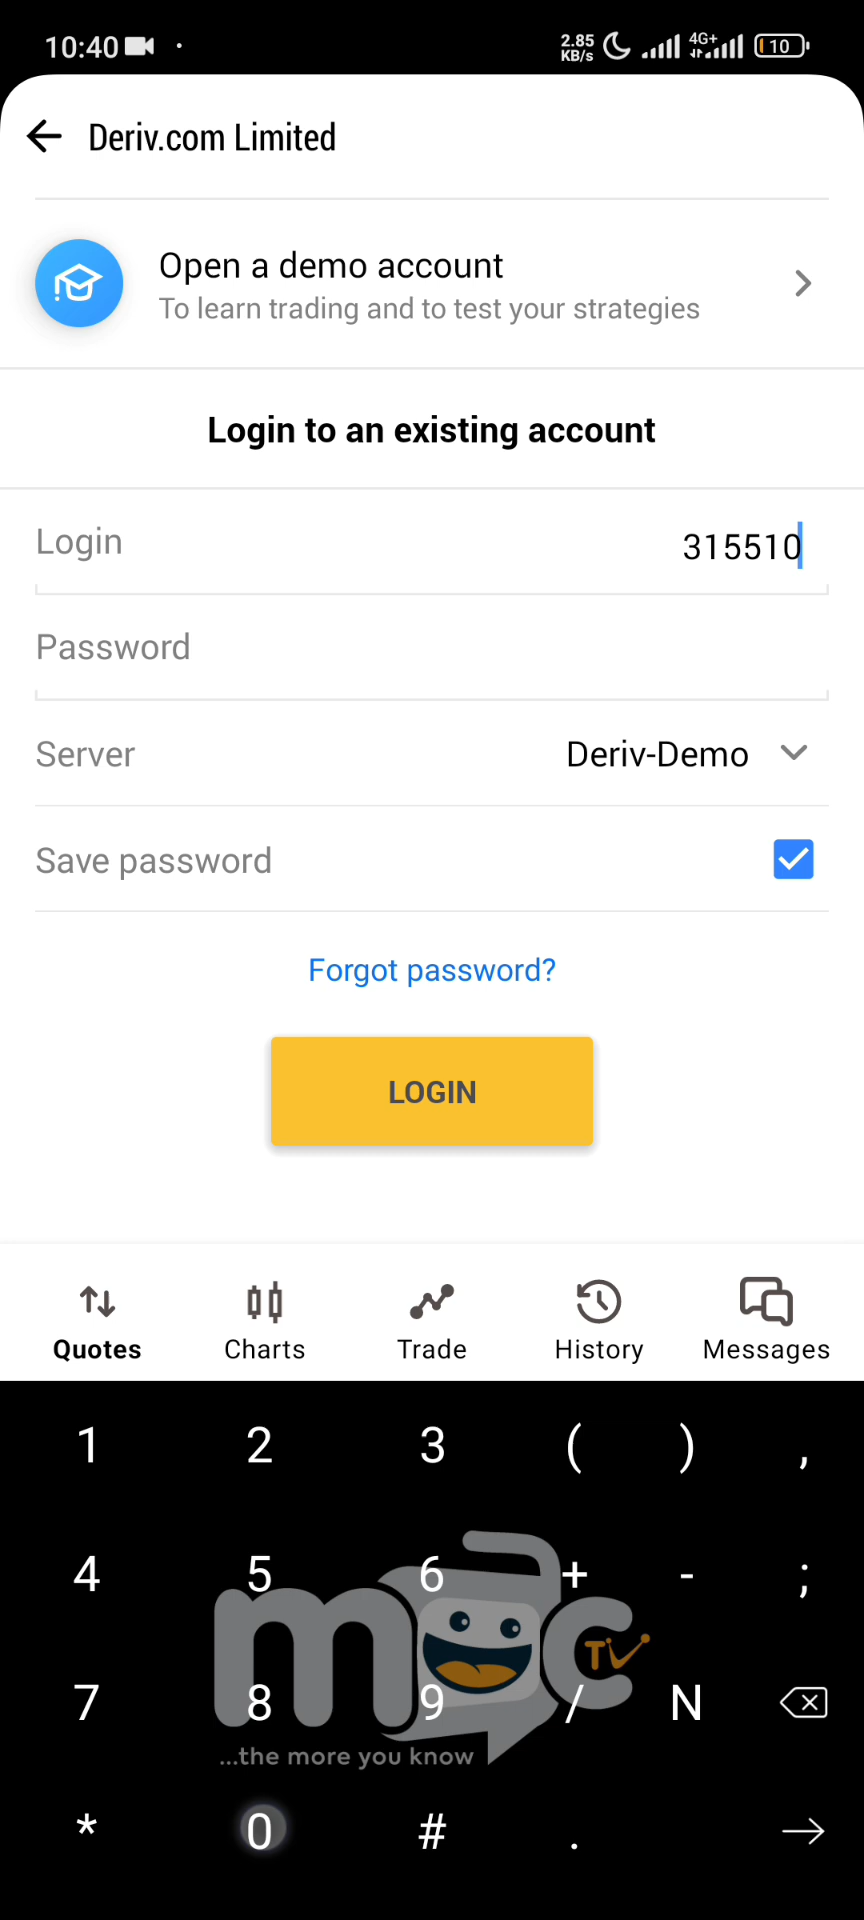 10:40
2.85 KB/s
4G+
10
Deriv.com Limited
Open a demo account
To learn trading and to test your strategies
Login to an existing account
Login 315510
Password
Server Deriv-Demo
Save password
Forgot password?
LOGIN
Quotes Charts Trade History Messages
1 2 3 ( ) ,
4 5 6 + - ;
7 8 9 / N
* 0 # .
moc TV
...the more you know